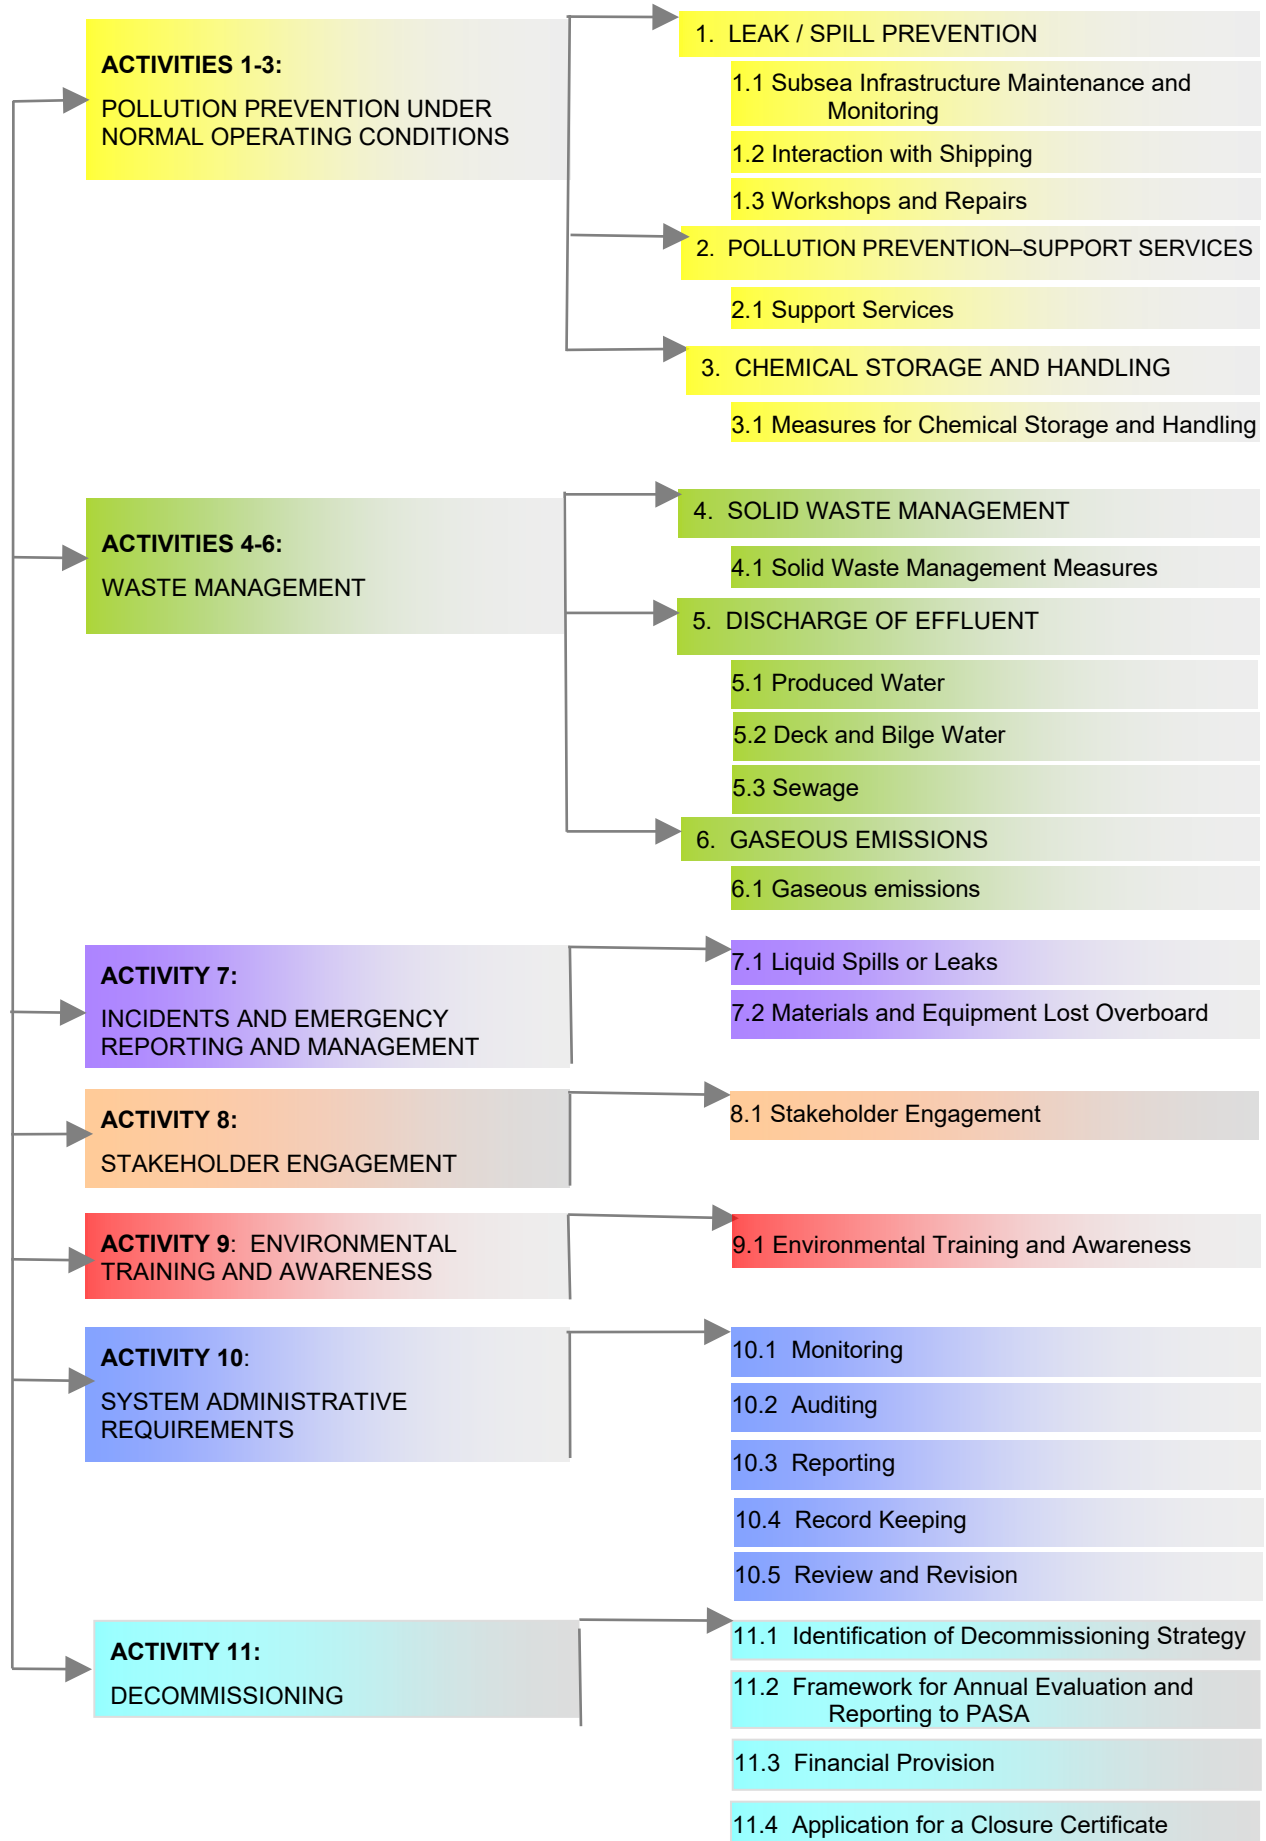 ACTIVITIES 1-3:
POLLUTION PREVENTION UNDER
NORMAL OPERATING CONDITIONS
1. LEAK / SPILL PREVENTION
1.1 Subsea Infrastructure Maintenance and
Monitoring
1.2 Interaction with Shipping
1.3 Workshops and Repairs
2. POLLUTION PREVENTION–SUPPORT SERVICES
2.1 Support Services
3. CHEMICAL STORAGE AND HANDLING
3.1 Measures for Chemical Storage and Handling
ACTIVITIES 4-6:
WASTE MANAGEMENT
4. SOLID WASTE MANAGEMENT
4.1 Solid Waste Management Measures
5. DISCHARGE OF EFFLUENT
5.1 Produced Water
5.2 Deck and Bilge Water
5.3 Sewage
6. GASEOUS EMISSIONS
6.1 Gaseous emissions
ACTIVITY 7:
INCIDENTS AND EMERGENCY
REPORTING AND MANAGEMENT
7.1 Liquid Spills or Leaks
7.2 Materials and Equipment Lost Overboard
ACTIVITY 8:
STAKEHOLDER ENGAGEMENT
8.1 Stakeholder Engagement
ACTIVITY 9: ENVIRONMENTAL
TRAINING AND AWARENESS
9.1 Environmental Training and Awareness
ACTIVITY 10:
SYSTEM ADMINISTRATIVE
REQUIREMENTS
10.1 Monitoring
10.2 Auditing
10.3 Reporting
10.4 Record Keeping
10.5 Review and Revision
ACTIVITY 11:
DECOMMISSIONING
11.1 Identification of Decommissioning Strategy
11.2 Framework for Annual Evaluation and
Reporting to PASA
11.3 Financial Provision
11.4 Application for a Closure Certificate